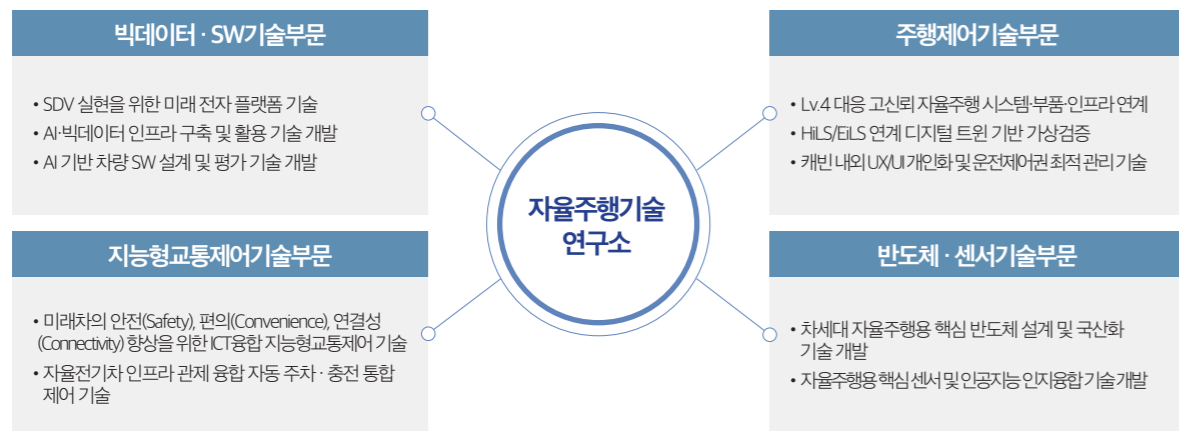 빅데이터 · SW기술부문
• SDV 실현을 위한 미래 전자 플랫폼 기술
• AI·빅데이터 인프라 구축 및 활용 기술 개발
• AI 기반 차량 SW 설계 및 평가 기술 개발
주행제어기술부문
• Lv.4 대응 고신뢰 자율주행 시스템·부품·인프라 연계
• HiLS/EiLS 연계 디지털 트윈 기반 가상검증
• 캐빈 내외 UX/UI 개인화 및 운전제어권 최적 관리 기술
자율주행기술
연구소
지능형교통제어기술부문
• 미래차의 안전(Safety), 편의(Convenience), 연결성
(Connectivity) 향상을 위한 ICT융합 지능형교통제어 기술
• 자율전기차 인프라 관제 융합 자동 주차 · 충전 통합
제어 기술
반도체 · 센서기술부문
• 차세대 자율주행용 핵심 반도체 설계 및 국산화
기술 개발
• 자율주행용 핵심 센서 및 인공지능 인지융합 기술 개발